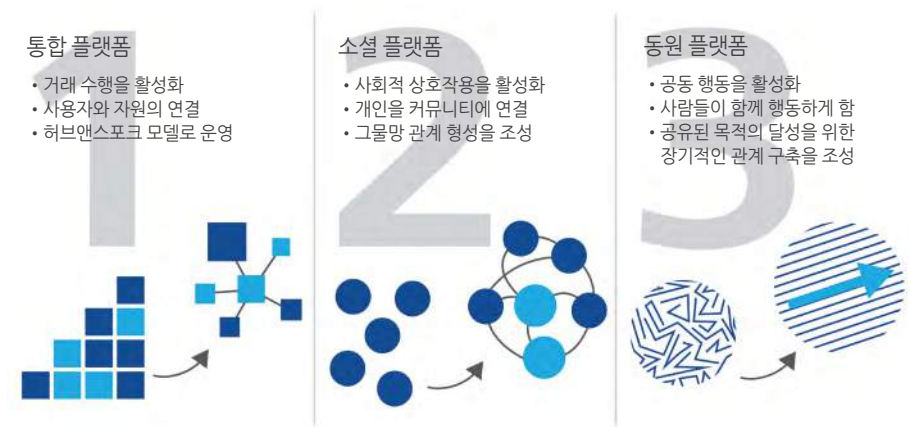 1
통합 플랫폼
• 거래 수행을 활성화
• 사용자와 자원의 연결
• 허브앤스포크 모델로 운영
2
소셜 플랫폼
• 사회적 상호작용을 활성화
• 개인을 커뮤니티에 연결
• 그물망 관계 형성을 조성
3
동원 플랫폼
• 공동 행동을 활성화
• 사람들이 함께 행동하게 함
• 공유된 목적의 달성을 위한
장기적인 관계 구축을 조성